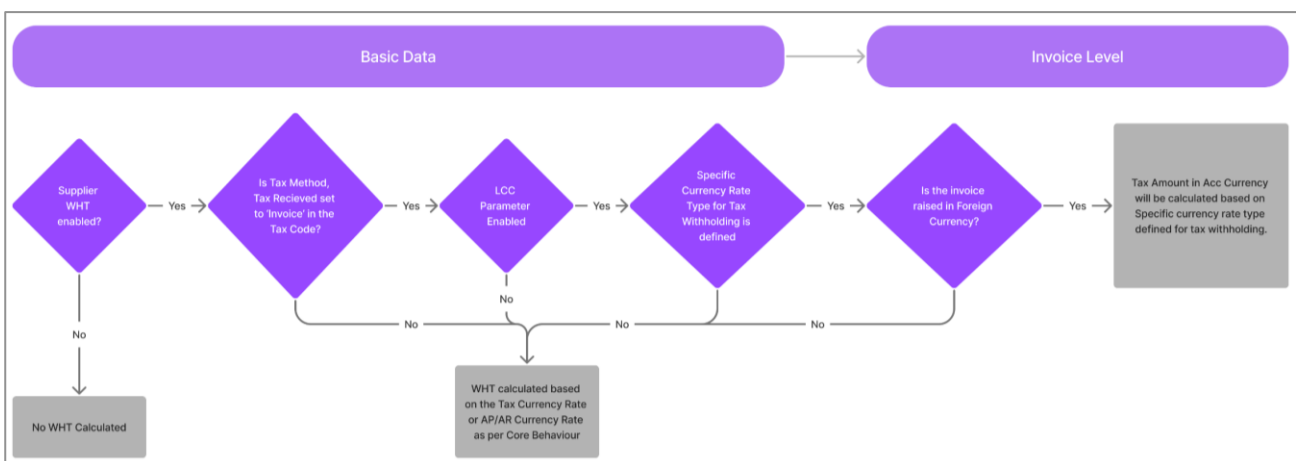 Basic Data
Invoice Level
Supplier
WHT
enabled?
Yes
Is Tax Method,
Tax Recieved set
to 'Invoice' in the
Tax Code?
Yes
LCC
Parameter
Enabled
Yes
Specific
Currency Rate
Type for Tax
Withholding is
defined
Yes
Is the invoice
raised in Foreign
Currency?
Yes
Tax Amount in Acc Currency
will be calculated based on
Specific currency rate type
defined for tax withholding.
No
No
No
No
No
No WHT Calculated
WHT calculated based
on the Tax Currency Rate
or AP/AR Currency Rate
as per Core Behaviour